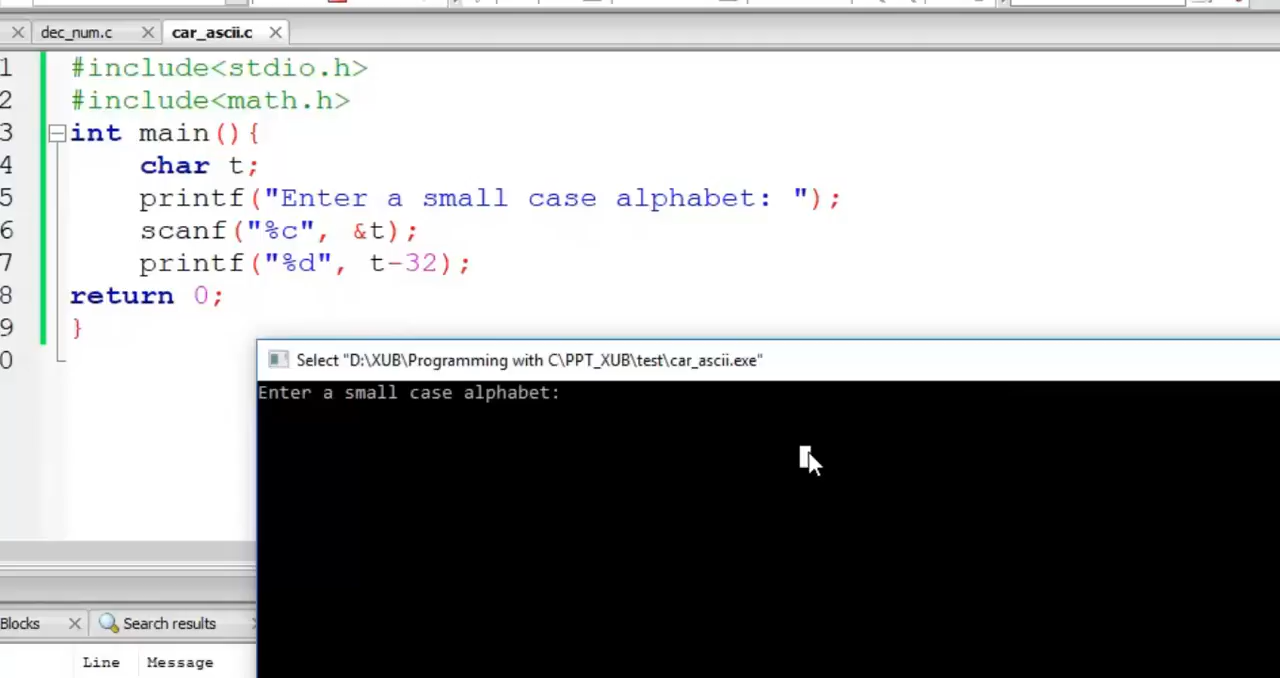 dec_num.c car_ascii.c
1 #include<stdio.h>
2 #include<math.h>
3 int main(){
4 char t;
5 printf("Enter a small case alphabet: ");
6 scanf("%c", &t);
7 printf("%d", t-32);
8 return 0;
9 }
0
Select "D:\XUB\Programming with C\PPT_XUB\test\car_ascii.exe"
Enter a small case alphabet:
Blocks Search results
Line Message